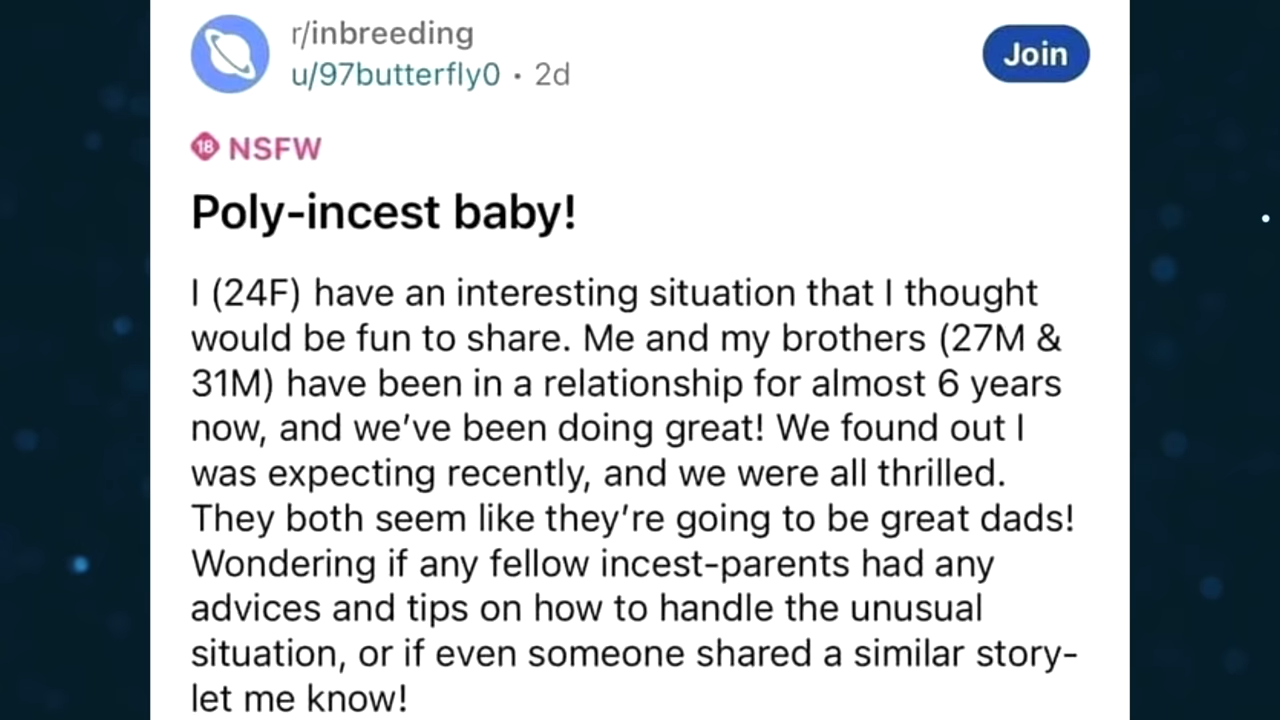 r/inbreeding
u/97butterfly0 · 2d
Join
18 NSFW
Poly-incest baby!
I (24F) have an interesting situation that I thought
would be fun to share. Me and my brothers (27M &
31M) have been in a relationship for almost 6 years
now, and we've been doing great! We found out I
was expecting recently, and we were all thrilled.
They both seem like they're going to be great dads!
Wondering if any fellow incest-parents had any
advices and tips on how to handle the unusual
situation, or if even someone shared a similar story-
let me know!